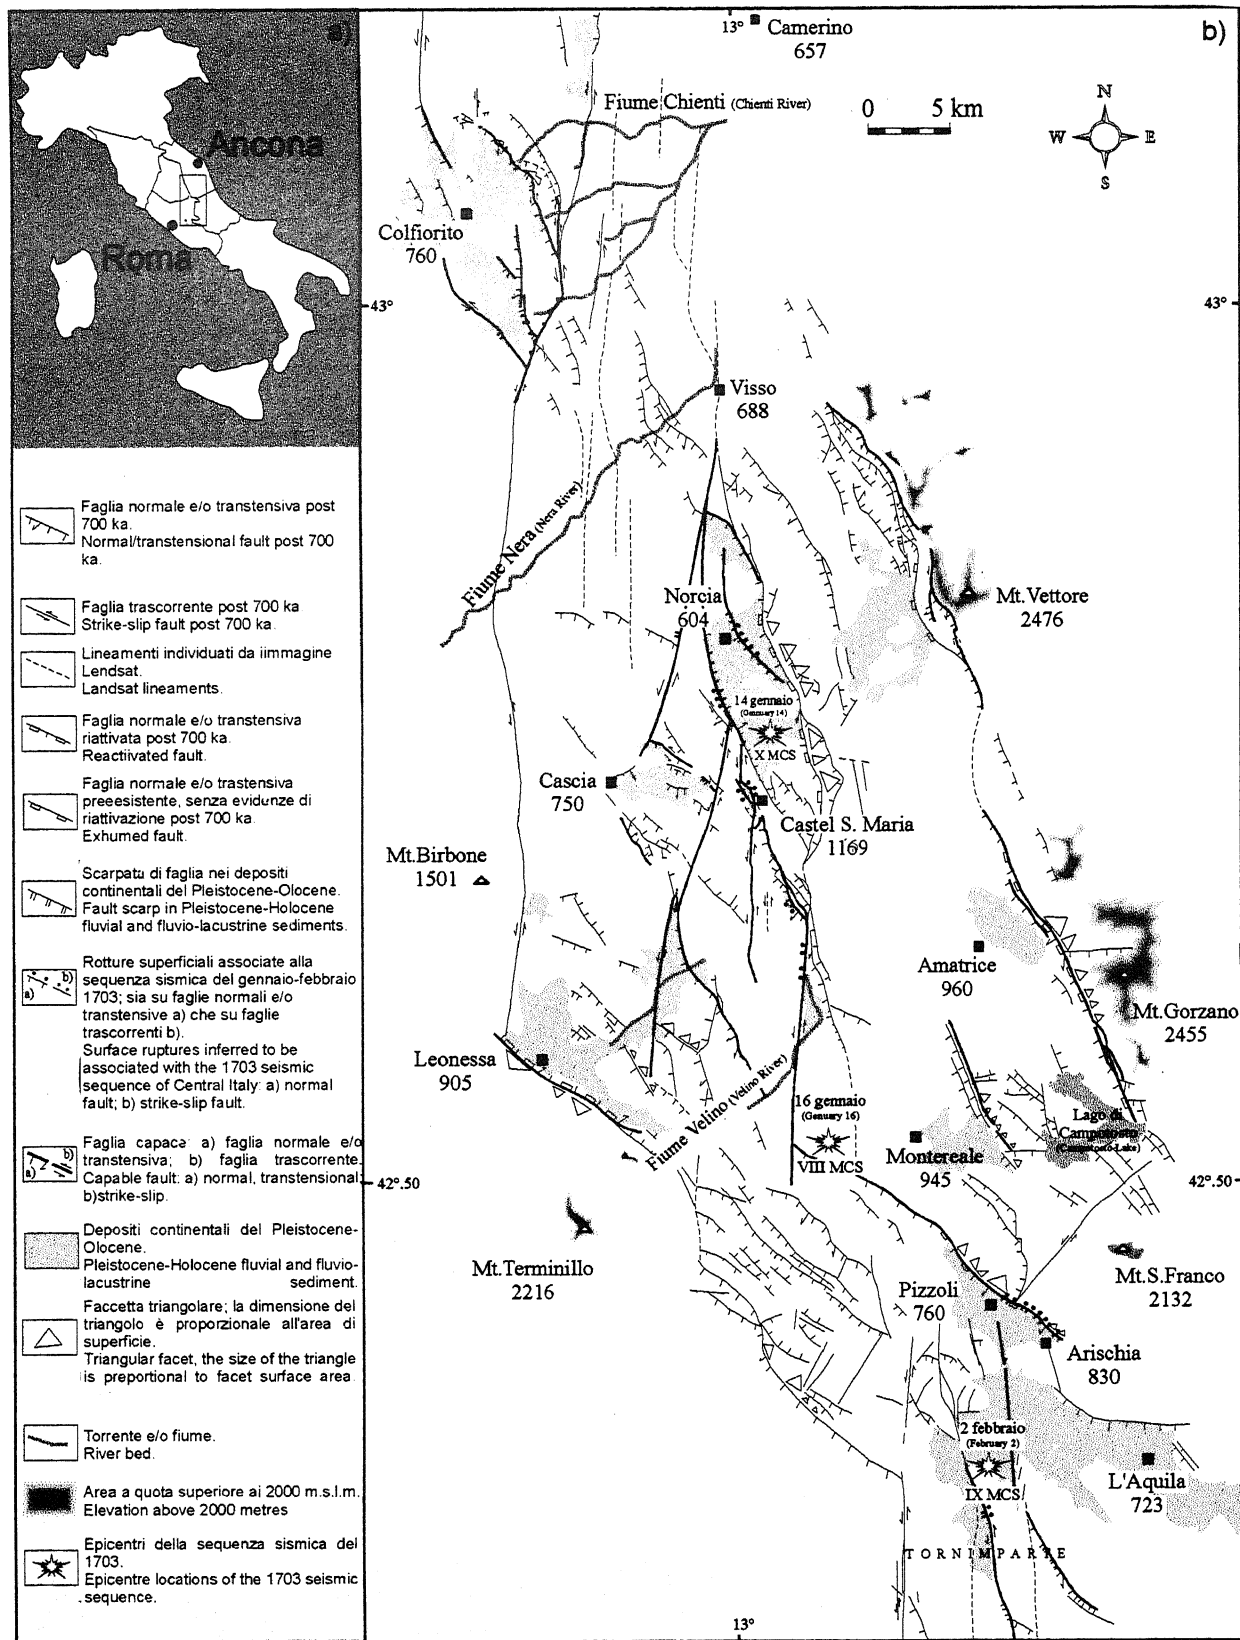 a)
Ancona
Roma
Faglia normale e/o transtensiva post
700 ka.
Normal/transtensional fault post 700
ka.
Faglia trascorrente post 700 ka
Strike-slip fault post 700 ka.
Lineamenti individuati da iimmagine
Lendsat.
Landsat lineaments.
Faglia normale e/o transtensiva
riattivata post 700 ka.
Reactiivated fault.
Faglia normale e/o trastensiva
preeesistente, senza evidunze di
riattivazione post 700 ka.
Exhumed fault.
Scarpatu di faglia nei depositi
continentali del Pleistocene-Olocene.
Fault scarp in Pleistocene-Holocene
fluvial and fluvio-lacustrine sediments.
a) b)
Rotture superficiali associate alla
sequenza sismica del gennaio-febbraio
1703; sia su faglie normali e/o
transtensive a) che su faglie
trascorrenti b).
Surface ruptures inferred to be
associated with the 1703 seismic
sequence of Central Italy: a) normal
fault; b) strike-slip fault.
a) b)
Faglia capace: a) faglia normale e/o
transtensiva; b) faglia trascorrente.
Capable fault: a) normal, transtensional
b)strike-slip.
Depositi continentali del Pleistocene-
Olocene.
Pleistocene-Holocene fluvial and fluvio-
lacustrine sediment.
Faccetta triangolare; la dimensione del
triangolo è proporzionale all'area di
superficie.
Triangular facet, the size of the triangle
is preportional to facet surface area.
Torrente e/o fiume.
River bed.
Area a quota superiore ai 2000 m.s.l.m.
Elevation above 2000 metres
Epicentri della sequenza sismica del
1703.
Epicentre locations of the 1703 seismic
sequence.
b)
13°
Camerino
657
Fiume Chienti (Chienti River)
0 5 km
N
W E
S
Colfiorito
760
43°
43°
Visso
688
Fiume Nera (Nera River)
Norcia
604
Mt.Vettore
2476
14 gennaio
(Gennuary 14)
X MCS
Cascia
750
Castel S. Maria
1169
Mt.Birbone
1501
Amatrice
960
Mt.Gorzano
2455
Leonessa
905
Fiume Velino (Velino River)
16 gennaio
(Genuary 16)
VIII MCS
Lago di
Campotosto
(Campotosto Lake)
Montereale
945
42°.50
42°.50
Mt.Terminillo
2216
Pizzoli
760
Mt.S.Franco
2132
Arischia
830
2 febbraio
(February 2)
IX MCS
L'Aquila
723
TORNIMPARTE
13°